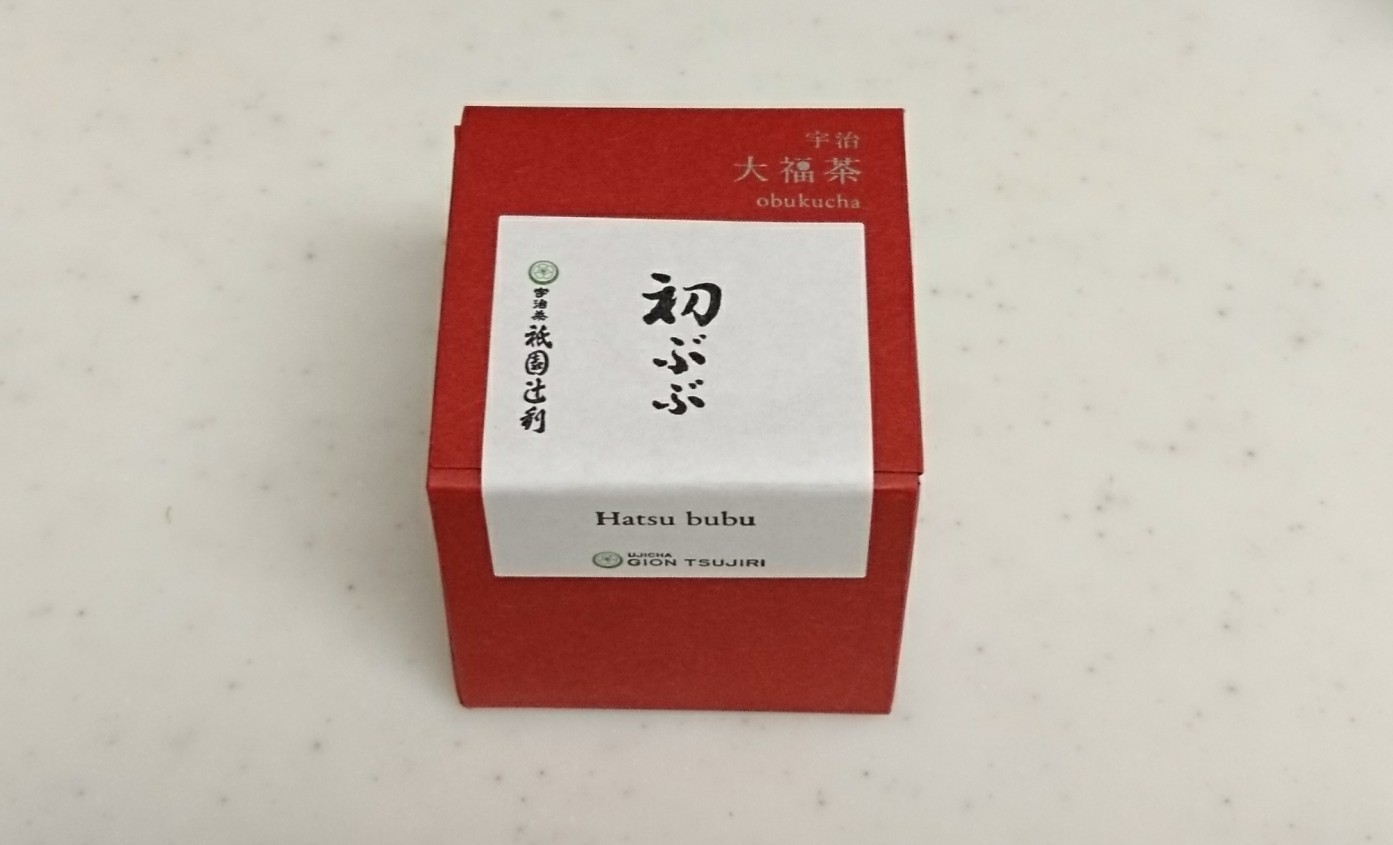 宇治
大福茶
obukucha
初ぶぶ
宇治茶
祇園辻利
Hatsu bubu
UJICHA
GION TSUJIRI